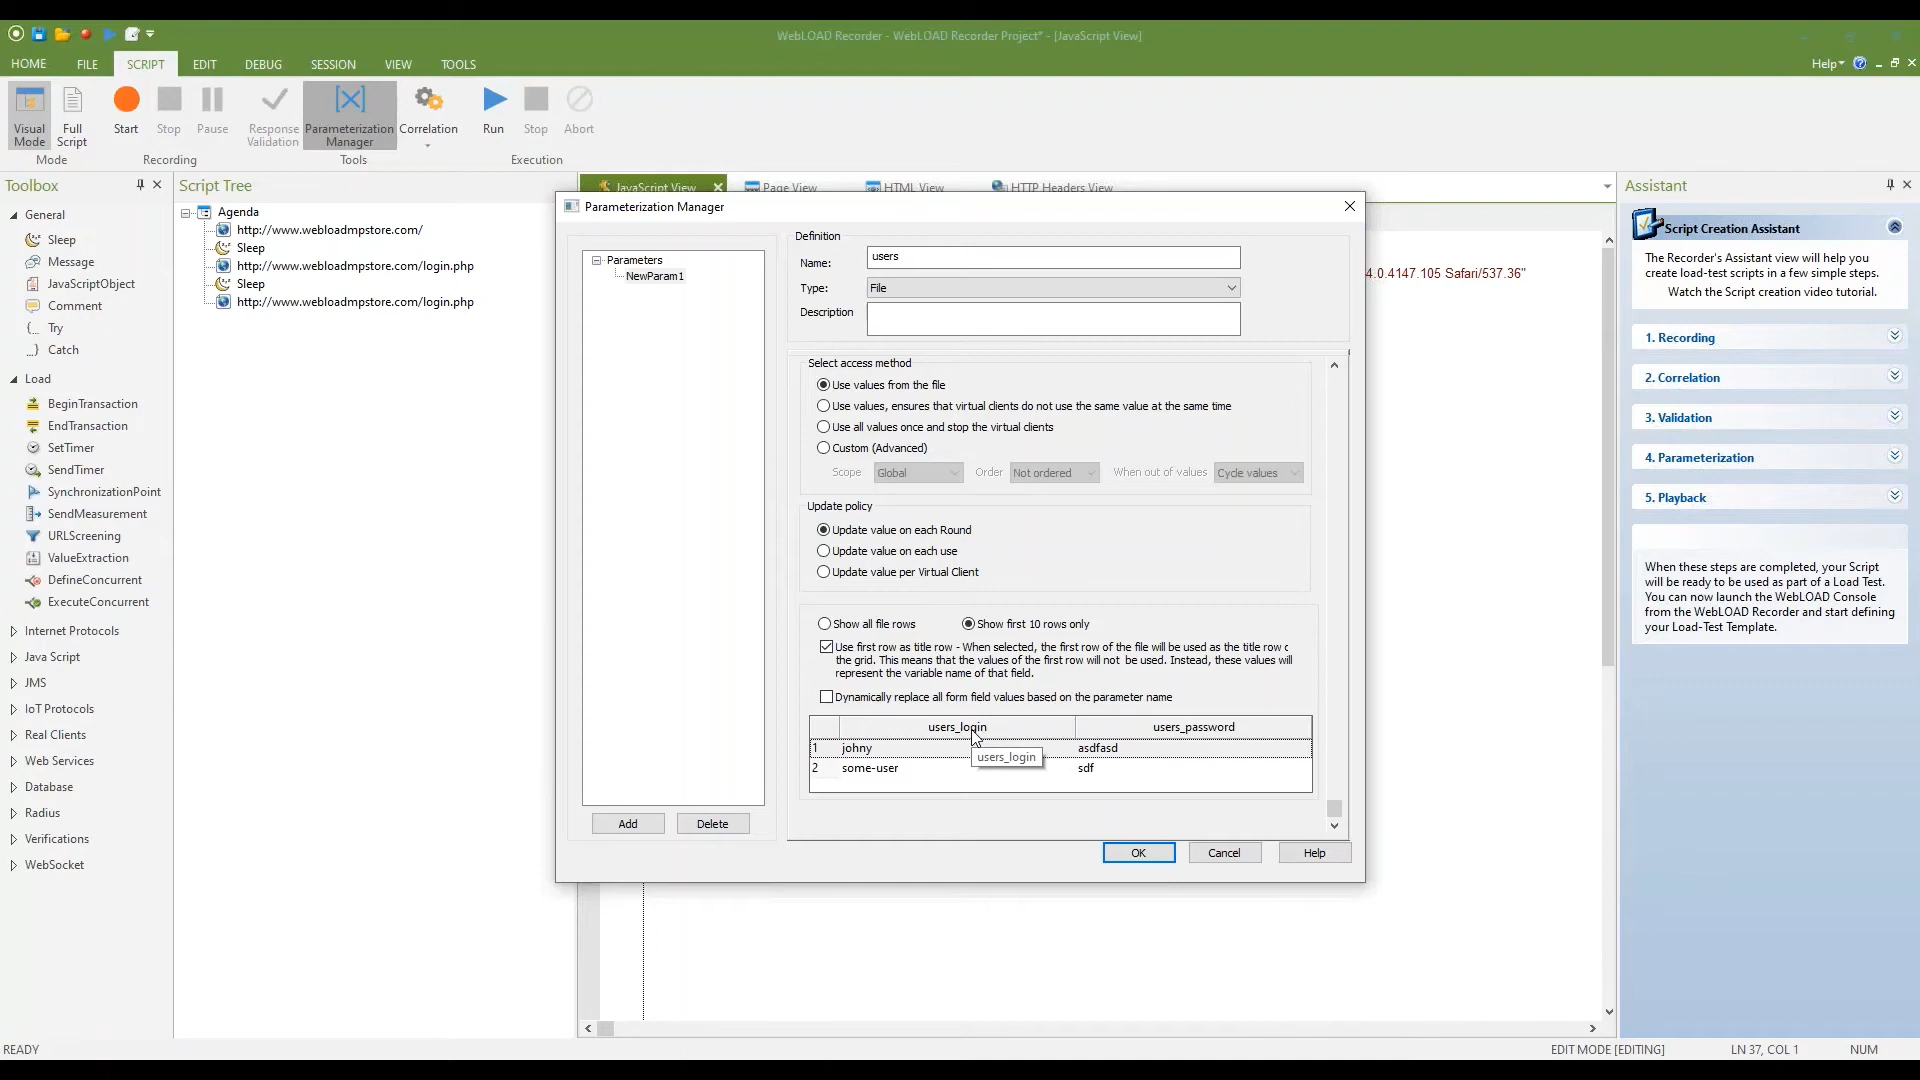 WebLOAD Recorder - WebLOAD Recorder Project* - [JavaScript View]
HOME FILE SCRIPT EDIT DEBUG SESSION VIEW TOOLS Help
Visual Mode
Full Script
Start
Stop
Pause
Response Validation
Parameterization Manager
Correlation
Run
Stop
Abort
Mode Recording Tools Execution
Toolbox
General
Sleep
Message
JavaScriptObject
Comment
Try
Catch
Load
BeginTransaction
EndTransaction
SetTimer
SendTimer
SynchronizationPoint
SendMeasurement
URLScreening
ValueExtraction
DefineConcurrent
ExecuteConcurrent
Internet Protocols
Java Script
JMS
IoT Protocols
Real Clients
Web Services
Database
Radius
Verifications
WebSocket
Script Tree
Agenda
http://www.webloadmpstore.com/
Sleep
http://www.webloadmpstore.com/login.php
Sleep
http://www.webloadmpstore.com/login.php
JavaScript View Page View HTML View HTTP Headers View
4.0.4147.105 Safari/537.36"
Parameterization Manager
Parameters
NewParam1
Add Delete
Definition
Name: users
Type: File
Description
Select access method
Use values from the file
Use values, ensures that virtual clients do not use the same value at the same time
Use all values once and stop the virtual clients
Custom (Advanced)
Scope Global Order Not ordered When out of values Cycle values
Update policy
Update value on each Round
Update value on each use
Update value per Virtual Client
Show all file rows Show first 10 rows only
Use first row as title row - When selected, the first row of the file will be used as the title row c
the grid. This means that the values of the first row will not be used. Instead, these values will
represent the variable name of that field.
Dynamically replace all form field values based on the parameter name
users_login users_password
1 johny asdfasd
users_login
2 some-user sdf
OK Cancel Help
Assistant
Script Creation Assistant
The Recorder's Assistant view will help you
create load-test scripts in a few simple steps.
Watch the Script creation video tutorial.
1. Recording
2. Correlation
3. Validation
4. Parameterization
5. Playback
When these steps are completed, your Script
will be ready to be used as part of a Load Test.
You can now launch the WebLOAD Console
from the WebLOAD Recorder and start defining
your Load-Test Template.
READY EDIT MODE [EDITING] LN 37, COL 1 NUM